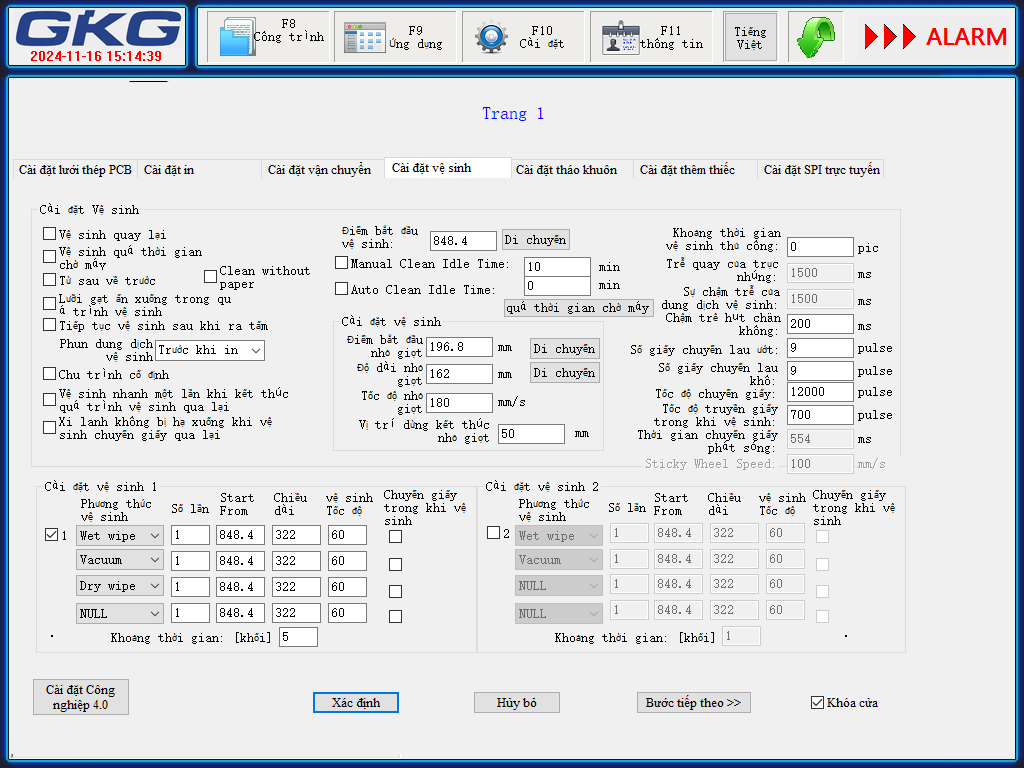 GKG
2024-11-16 15:14:39
F8
Công trình
F9
Ứng dụng
F10
Cài đặt
F11
thông tin
Tiếng
Việt
ALARM
Trang 1
Cài đặt lưới thép PCB
Cài đặt in
Cài đặt vận chuyển
Cài đặt vệ sinh
Cài đặt tháo khuôn
Cài đặt thêm thiếc
Cài đặt SPI trực tuyến
Cài đặt Vệ sinh
Vệ sinh quay lại
Vệ sinh quá thời gian
chờ máy
Từ sau về trước
Clean without
paper
Lưỡi gạt ấn xuống trong qu
á trình vệ sinh
Tiếp tục vệ sinh sau khi ra tấm
Phun dung dịch
vệ sinh
Trước khi in
Chu trình cố định
Vệ sinh nhanh một lần khi kết thúc
quá trình vệ sinh qua lại
Xi lanh không bị hạ xuống khi vệ
sinh chuyển giấy qua lại
Điểm bắt đầu
vệ sinh:
848.4
Di chuyển
Manual Clean Idle Time:
10
min
Auto Clean Idle Time:
0
min
quá thời gian chờ máy
Cài đặt vệ sinh
Điểm bắt đầu
nhỏ giọt
196.8
mm
Di chuyển
Độ dài nhỏ
giọt
162
mm
Di chuyển
Tốc độ nhỏ
giọt
180
mm/s
Vị trí dừng kết thúc
nhỏ giọt
50
mm
Khoảng thời gian
vệ sinh thủ công:
0
pic
Trễ quay của trục
nhúng:
1500
ms
Sự chậm trễ của
dung dịch vệ sinh:
1500
ms
Chậm trễ hút chân
không:
200
ms
Số giấy chuyển lau ướt:
9
pulse
Số giấy chuyển lau
khô:
9
pulse
Tốc độ chuyển giấy:
12000
pulse
Tốc độ truyền giấy
trong khi vệ sinh:
700
pulse
Thời gian chuyển giấy
phát sóng:
554
ms
Sticky Wheel Speed:
100
mm/s
Cài đặt vệ sinh 1
Phương thức
vệ sinh
Số lần
Start
From
Chiều
dài
vệ sinh
Tốc độ
Chuyển giấy
trong khi vệ
sinh
1
Wet wipe 1 848.4 322 60
Vacuum 1 848.4 322 60
Dry wipe 1 848.4 322 60
NULL 1 848.4 322 60
Khoảng thời gian: [khối] 5
Cài đặt vệ sinh 2
Phương thức
vệ sinh
Số lần
Start
From
Chiều
dài
vệ sinh
Tốc độ
Chuyển giấy
trong khi vệ
sinh
2
Wet wipe 1 848.4 322 60
Vacuum 1 848.4 322 60
NULL 1 848.4 322 60
NULL 1 848.4 322 60
Khoảng thời gian: [khối] 1
Cài đặt Công
nghiệp 4.0
Xác định
Hủy bỏ
Bước tiếp theo >>
Khóa cửa